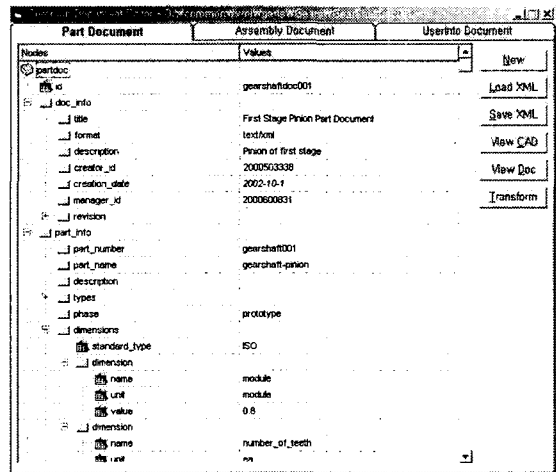 Part Document Assembly Document UserInfo Document
Nodes Values
partdoc
id gearshaftdoc001
doc_info
title First Stage Pinion Part Document
format text/xml
description Pinion of first stage
creator_id 2000503338
creation_date 2002-10-1
manager_id 2000600831
revision
part_info
part_number gearshaft001
part_name gearshaft-pinion
description
types
phase prototype
dimensions
standard_type ISO
dimension
name module
unit module
value 0.8
dimension
name number_of_teeth
unit ea
New
Load XML
Save XML
View CAD
View Doc
Transform